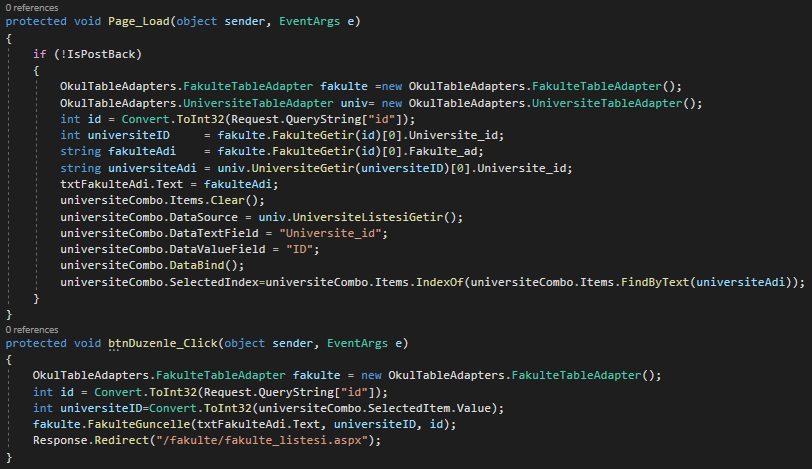 0 references
protected void Page_Load(object sender, EventArgs e)
{
if (!IsPostBack)
{
OkulTableAdapters.FakulteTableAdapter fakulte =new OkulTableAdapters.FakulteTableAdapter();
OkulTableAdapters.UniversiteTableAdapter univ= new OkulTableAdapters.UniversiteTableAdapter();
int id = Convert.ToInt32(Request.QueryString["id"]);
int universiteID     = fakulte.FakulteGetir(id)[0].Universite_id;
string fakulteAdi    = fakulte.FakulteGetir(id)[0].Fakulte_ad;
string universiteAdi = univ.UniversiteGetir(universiteID)[0].Universite_id;
txtFakulteAdi.Text = fakulteAdi;
universiteCombo.Items.Clear();
universiteCombo.DataSource = univ.UniversiteListesiGetir();
universiteCombo.DataTextField = "Universite_id";
universiteCombo.DataValueField = "ID";
universiteCombo.DataBind();
universiteCombo.SelectedIndex=universiteCombo.Items.IndexOf(universiteCombo.Items.FindByText(universiteAdi));
}
}
0 references
protected void btnDuzenle_Click(object sender, EventArgs e)
{
OkulTableAdapters.FakulteTableAdapter fakulte = new OkulTableAdapters.FakulteTableAdapter();
int id = Convert.ToInt32(Request.QueryString["id"]);
int universiteID=Convert.ToInt32(universiteCombo.SelectedItem.Value);
fakulte.FakulteGuncelle(txtFakulteAdi.Text, universiteID, id);
Response.Redirect("/fakulte/fakulte_listesi.aspx");
}